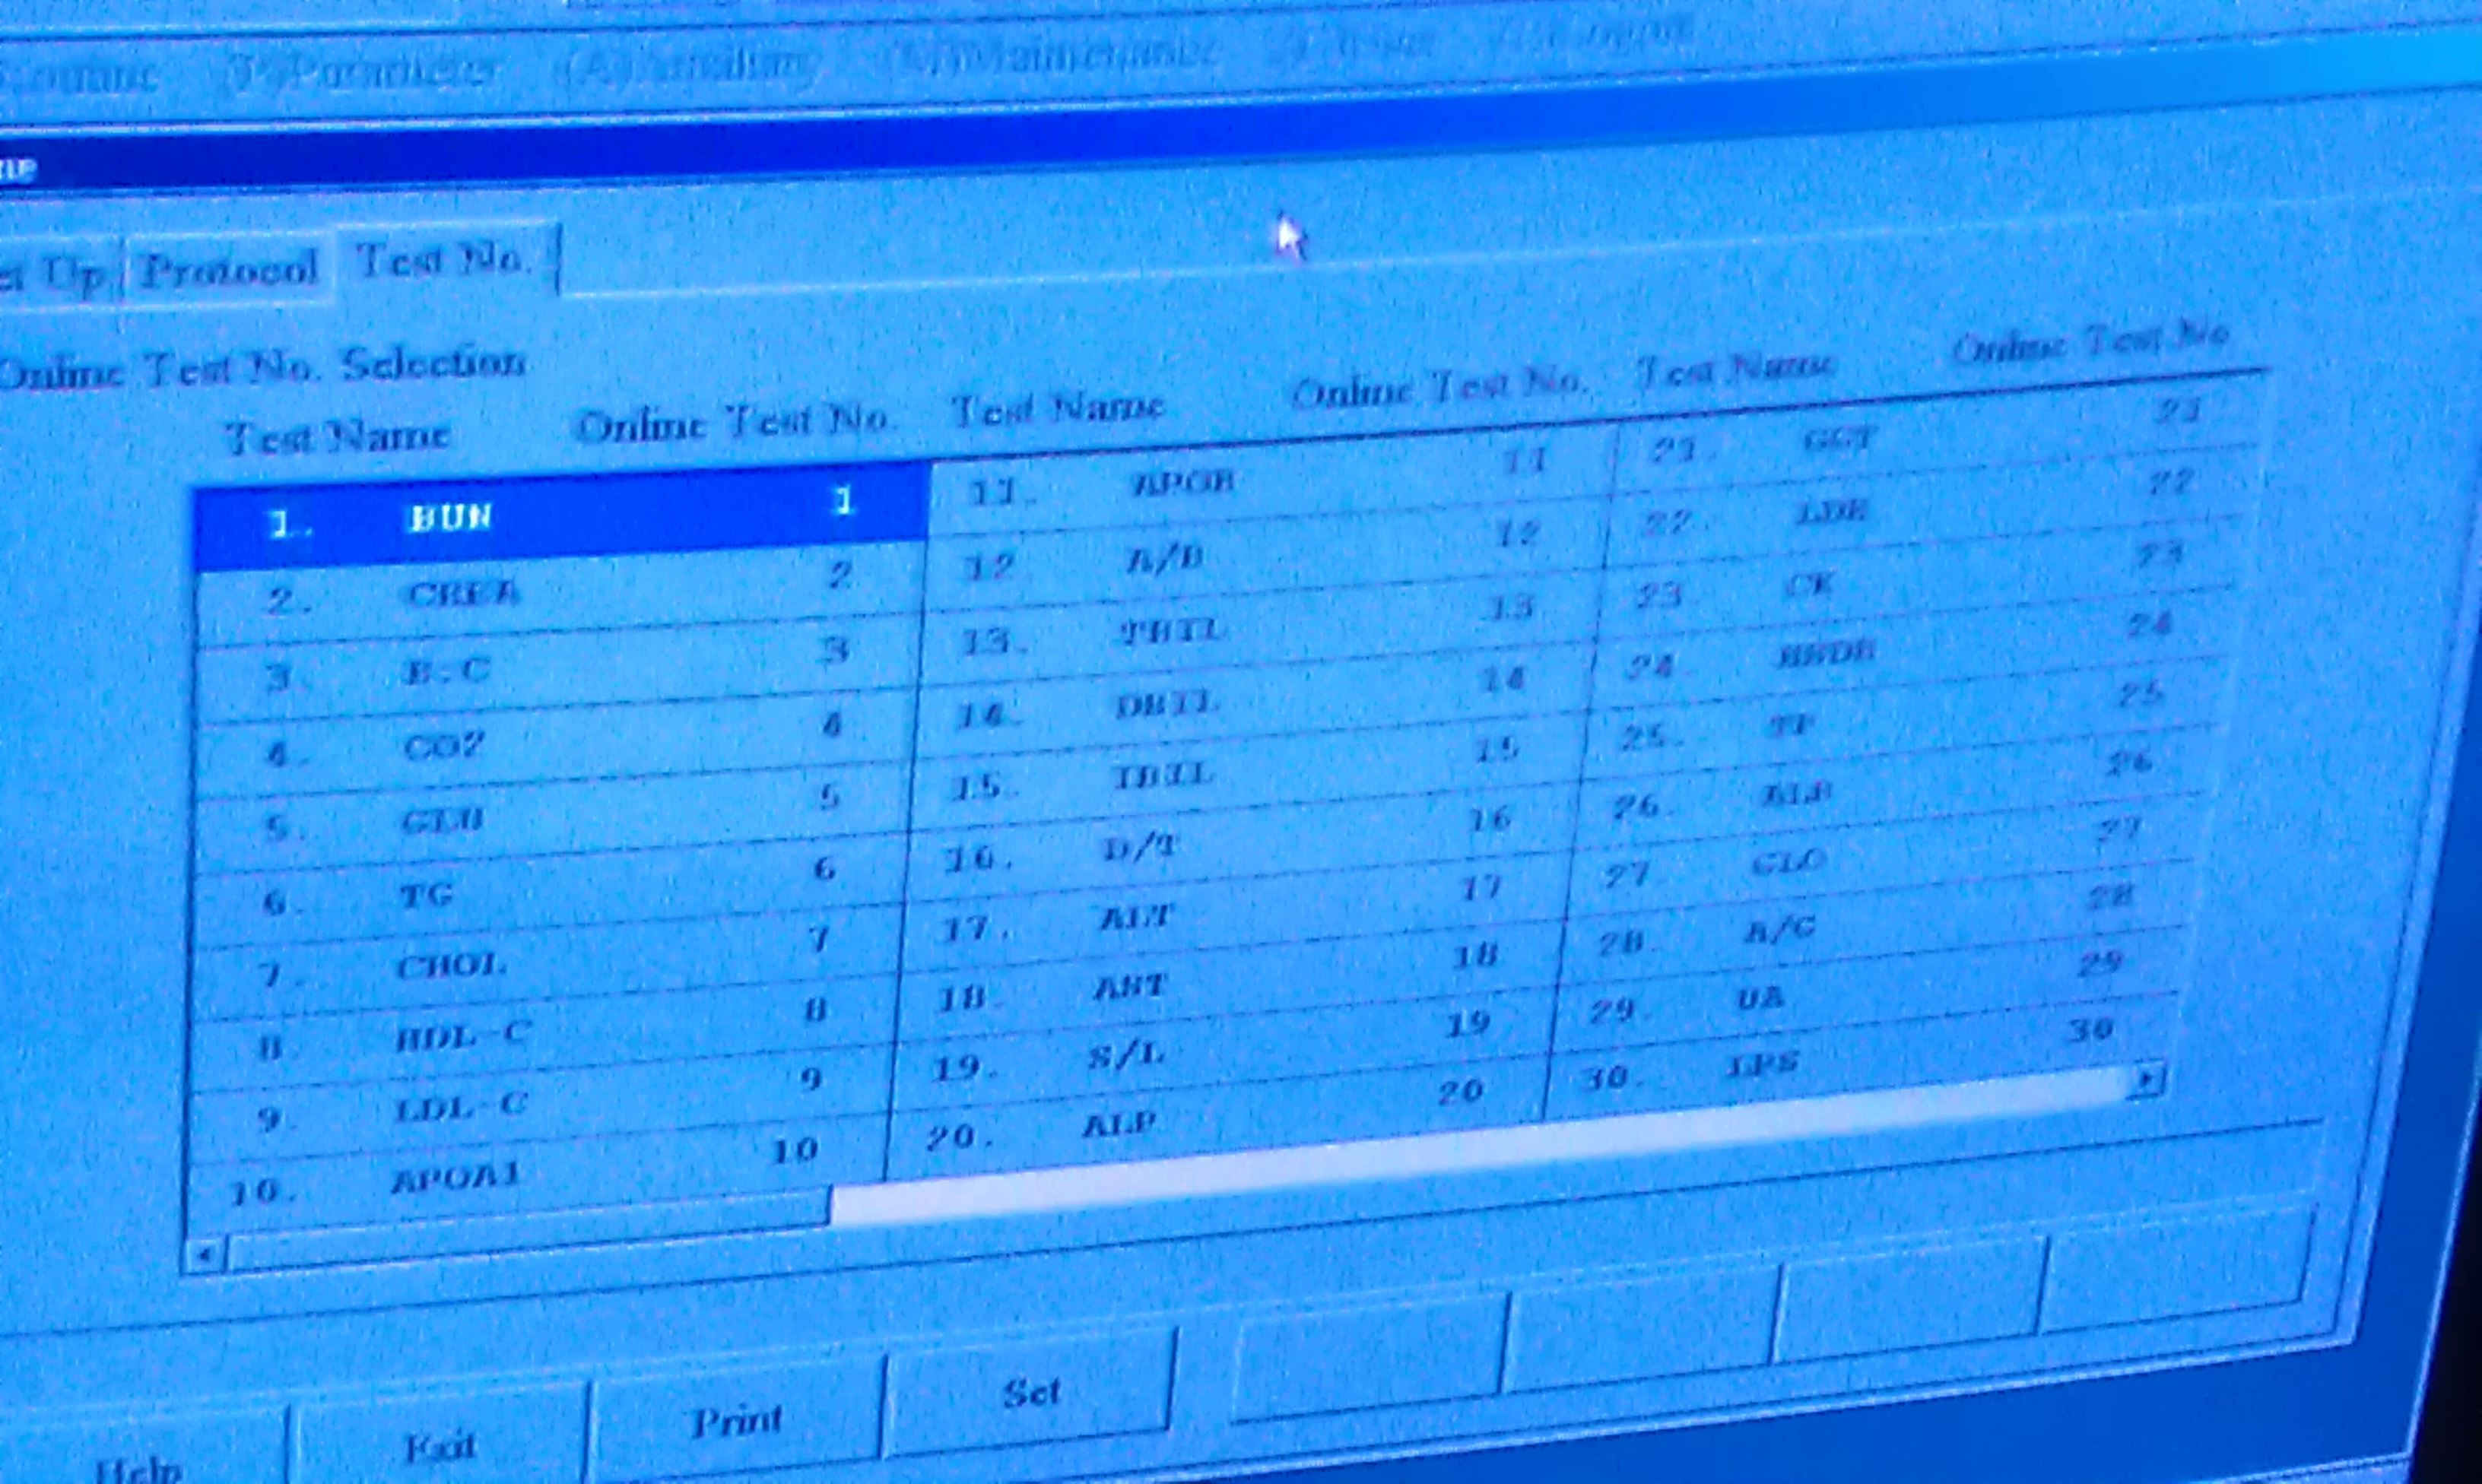 (P)Parameter (M)Maintenance
Protocol Test No.
Online Test No. Selection
Test Name Online Test No. Test Name Online Test No. Test Name Online Test No
1. BUN 1 11. APOB 11 21. GGT 21
2. CREA 2 12. A/B 12 22. LDH 22
3. B.C 3 13. TBIL 13 23. CK 23
4. CO2 4 14. DBIL 14 24. HBDH 24
5. GLU 5 15. IBIL 15 25. TP 25
6. TG 6 16. D/T 16 26. ALB 26
7. CHOL 7 17. ALT 17 27. GLO 27
8. HDL-C 8 18. AST 18 28. A/G 28
9. LDL-C 9 19. S/L 19 29. UA 29
10. APOA1 10 20. ALP 20 30. LPS 30
Help Exit Print Set